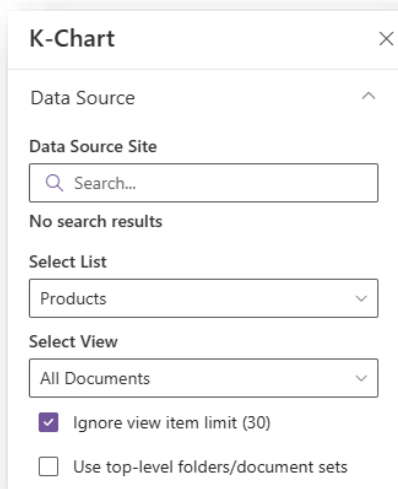 K-Chart
Data Source
Data Source Site
Search...
No search results
Select List
Products
Select View
All Documents
Ignore view item limit (30)
Use top-level folders/document sets